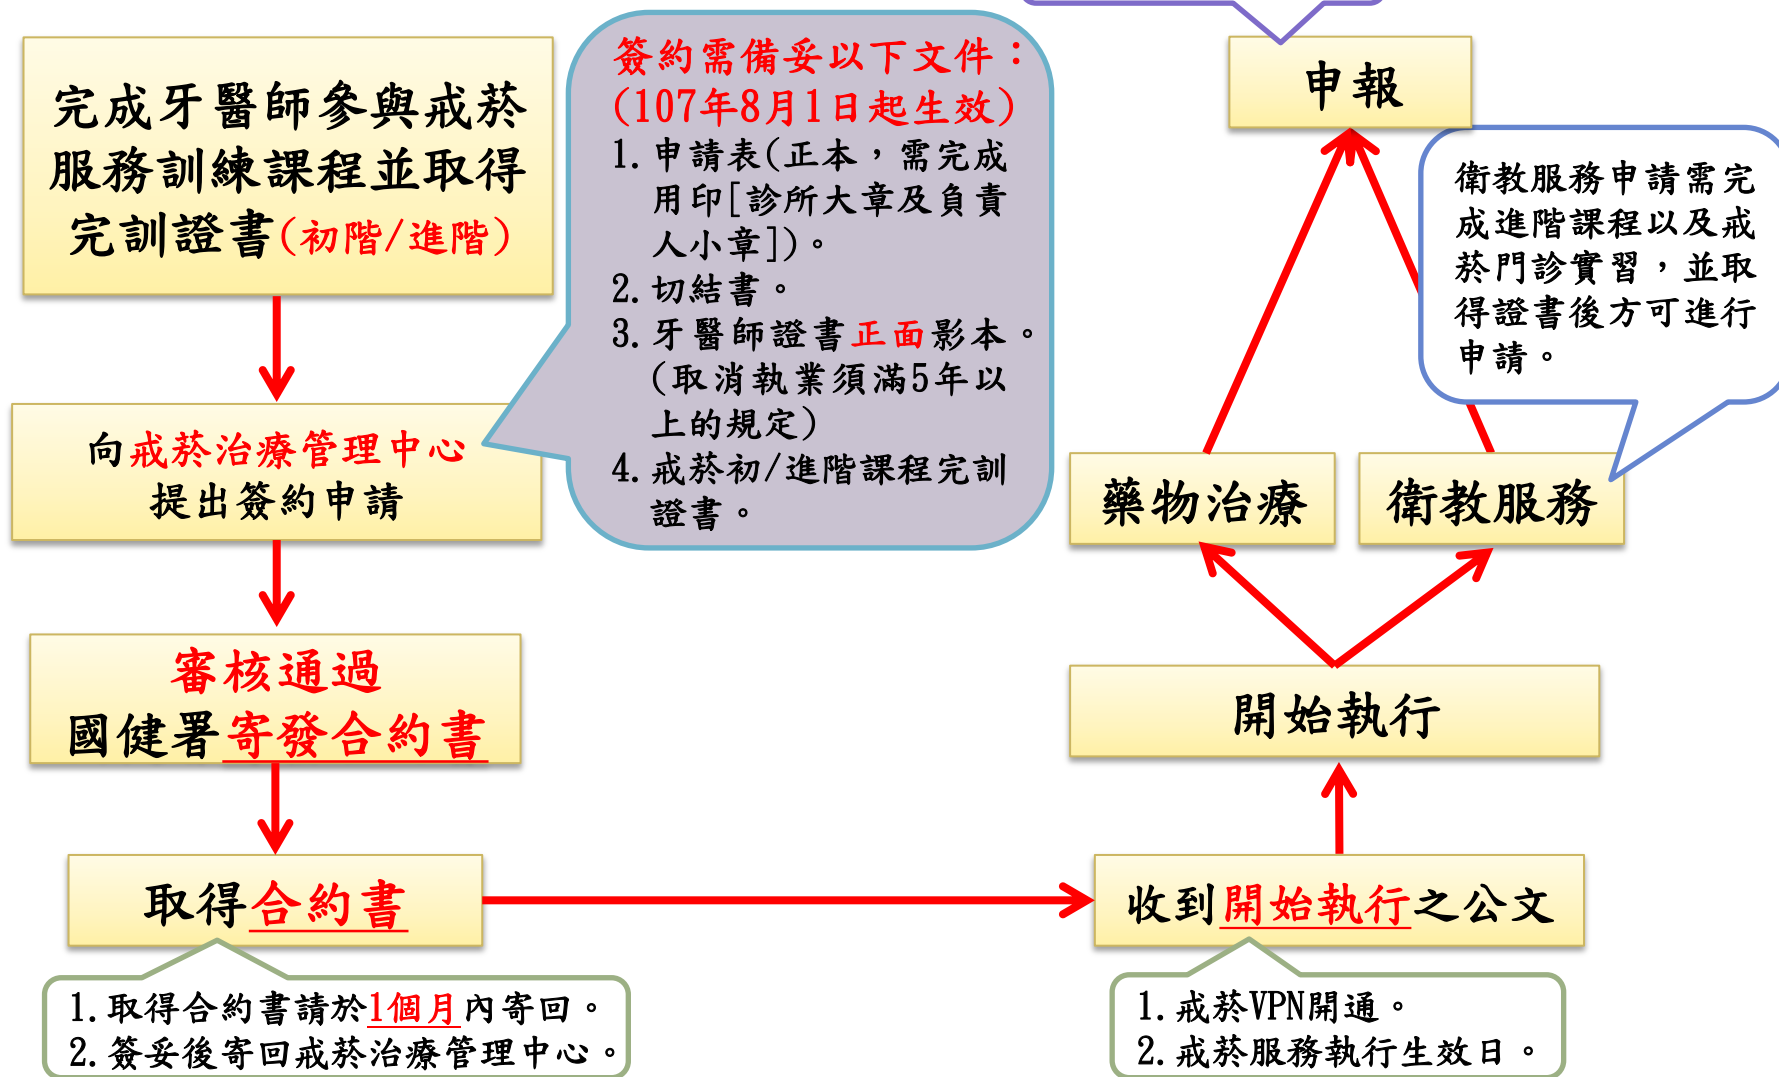 完成牙醫師參與戒菸
服務訓練課程並取得
完訓證書(初階/進階)
向戒菸治療管理中心
提出簽約申請
審核通過
國健署寄發合約書
取得合約書
1.取得合約書請於1個月內寄回。
2.簽妥後寄回戒菸治療管理中心。
簽約需備妥以下文件：
(107年8月1日起生效)
1.申請表(正本，需完成
用印[診所大章及負責
人小章])。
2.切結書。
3.牙醫師證書正面影本。
(取消執業須滿5年以
上的規定)
4.戒菸初/進階課程完訓
證書。
申報
衛教服務申請需完
成進階課程以及戒
菸門診實習，並取
得證書後方可進行
申請。
藥物治療
衛教服務
開始執行
收到開始執行之公文
1.戒菸VPN開通。
2.戒菸服務執行生效日。